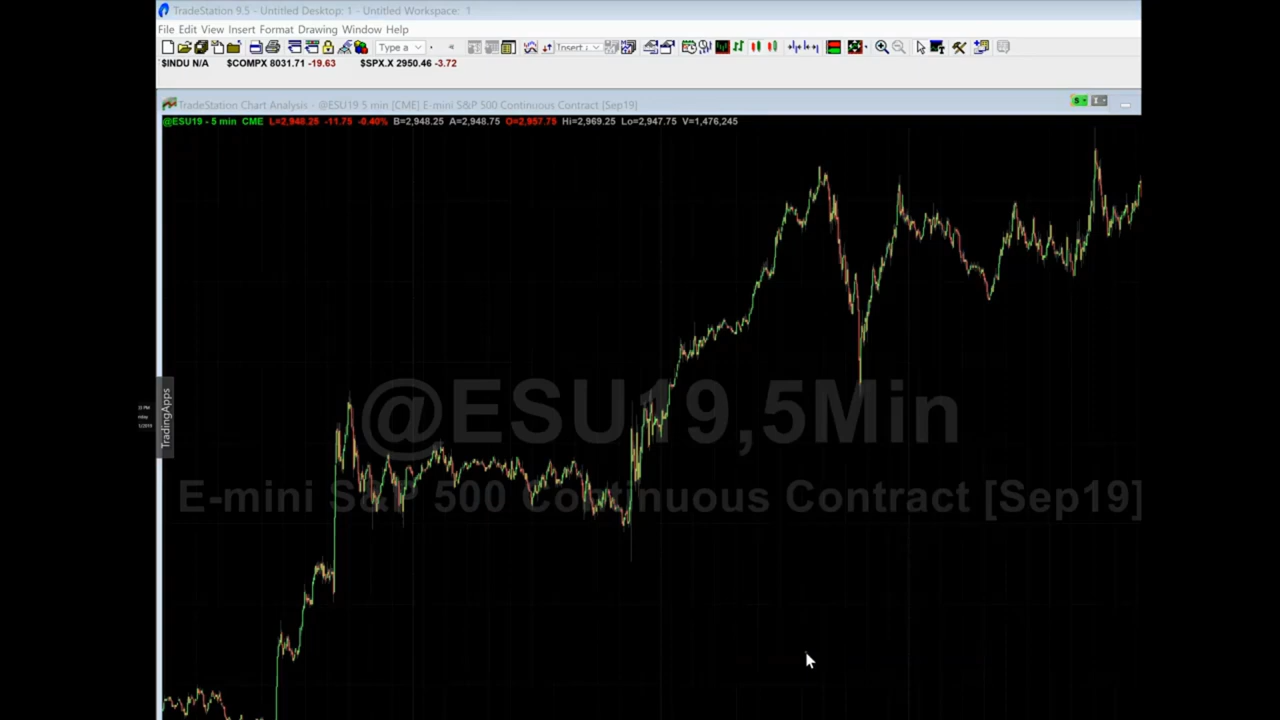 TradeStation 9.5 - Untitled Desktop: 1 - Untitled Workspace: 1
File Edit View Insert Format Drawing Window Help
Type a
Insert
$INDU N/A $COMPX 8031.71 -19.63 $SPX.X 2950.46 -3.72
TradeStation Chart Analysis - @ESU19 5 min [CME] E-mini S&P 500 Continuous Contract [Sep19]
@ESU19 - 5 min CME L=2,948.25 -11.75 -0.40% B=2,948.25 A=2,948.75 O=2,957.75 Hi=2,969.25 Lo=2,947.75 V=1,476,245
@ESU19,5Min
E-mini S&P 500 Continuous Contract [Sep19]
TradingApps